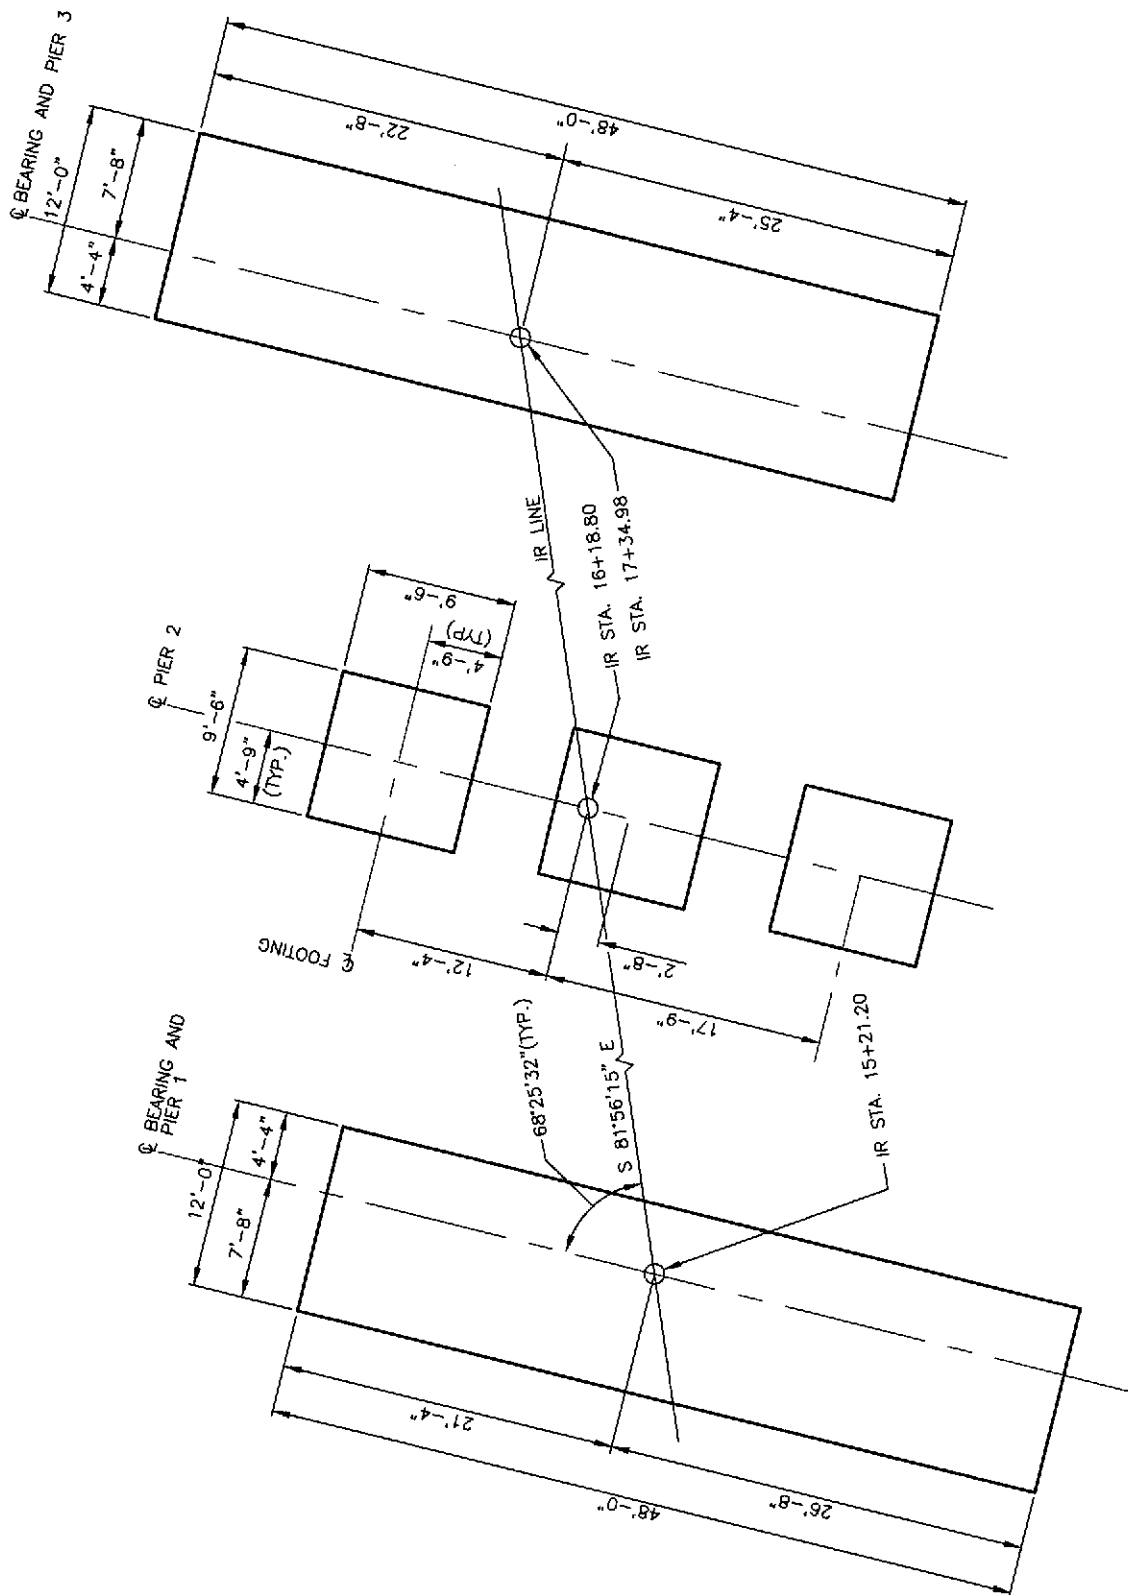 ℄ BEARING AND PIER 3
12'-0"
4'-4"
7'-8"
22'-8"
48'-0"
25'-4"
℄ PIER 2
9'-6"
4'-9"
(TYP.)
9'-6"
4'-9"
(TYP)
IR LINE
IR STA. 16+18.80
IR STA. 17+34.98
℄ FOOTING
12'-4"
2'-8"
17'-9"
℄ BEARING AND
PIER 1
12'-0"
7'-8"
4'-4"
68°25'32"(TYP.)
S 81°56'15" E
IR STA. 15+21.20
21'-4"
48'-0"
26'-8"